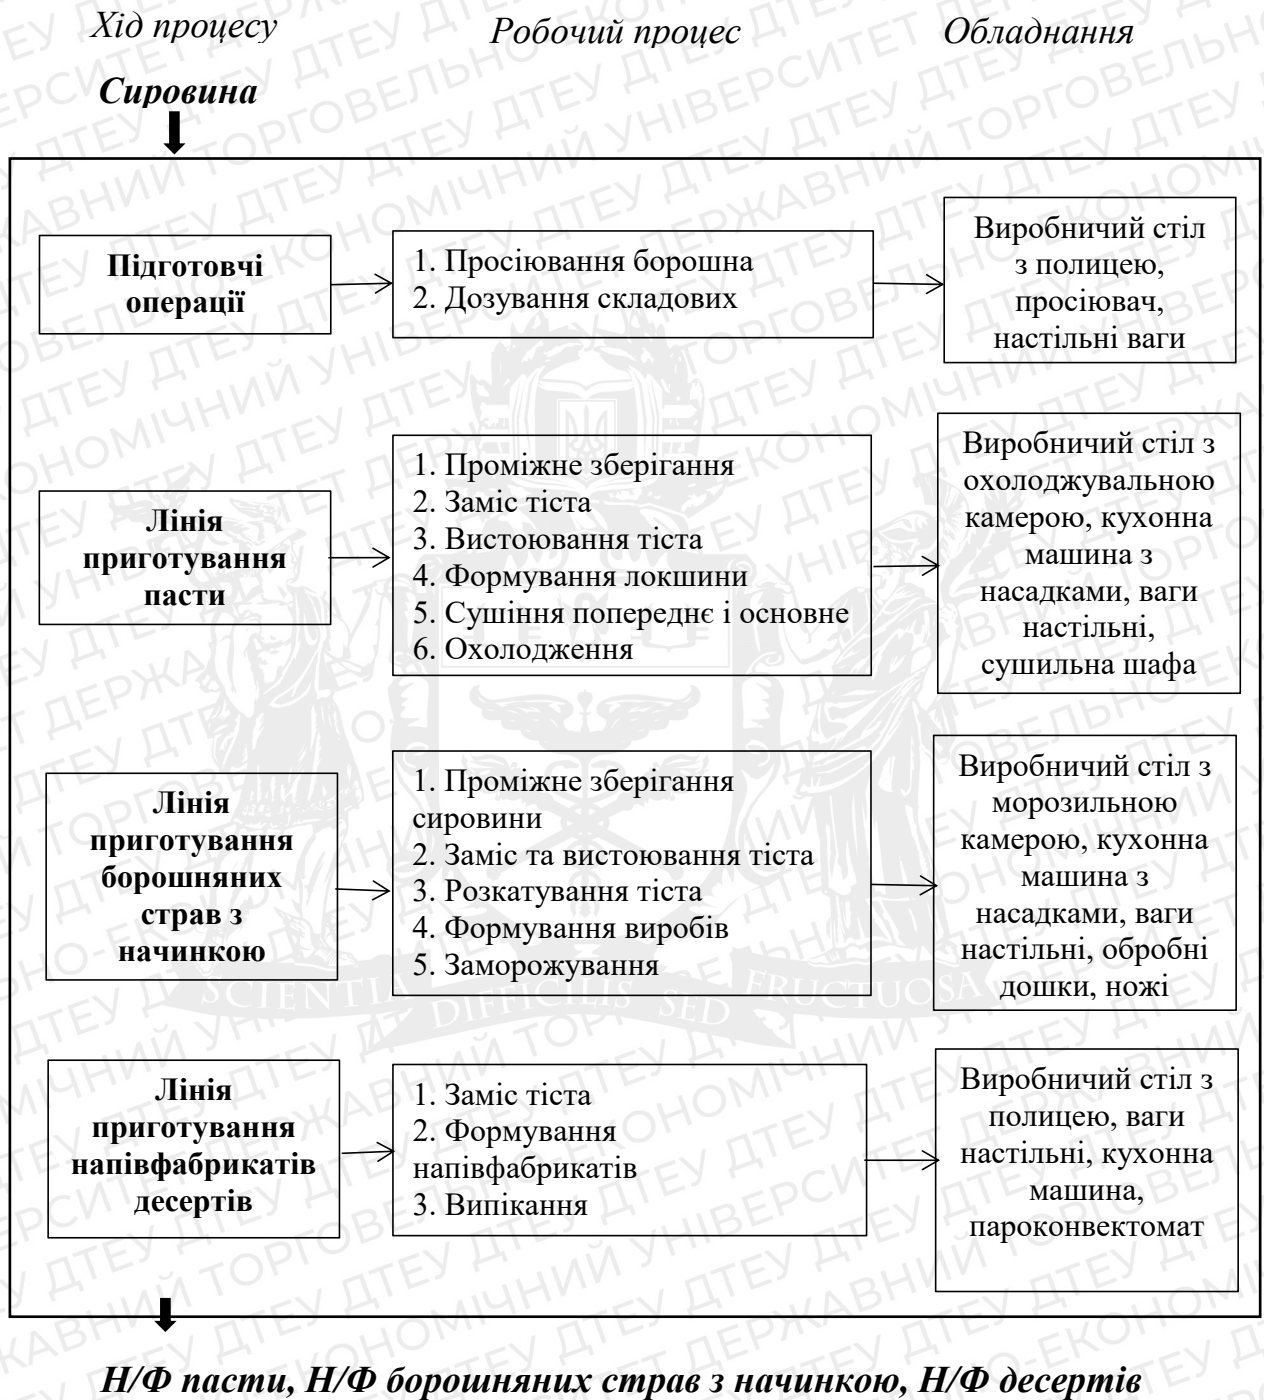 Хід процесу
Робочий процес
Обладнання
Сировина
Підготовчі
операції
1. Просіювання борошна
2. Дозування складових
Виробничий стіл
з полицею,
просіювач,
настільні ваги
Лінія
приготування
пасти
1. Проміжне зберігання
2. Заміс тіста
3. Вистоювання тіста
4. Формування локшини
5. Сушіння попереднє і основне
6. Охолодження
Виробничий стіл з
охолоджувальною
камерою, кухонна
машина з
насадками, ваги
настільні,
сушильна шафа
Лінія
приготування
борошняних
страв з
начинкою
1. Проміжне зберігання
сировини
2. Заміс та вистоювання тіста
3. Розкатування тіста
4. Формування виробів
5. Заморожування
Виробничий стіл з
морозильною
камерою, кухонна
машина з
насадками, ваги
настільні, обробні
дошки, ножі
SCIENTIA DIFFICILIS SED FRUCTUOSA
Лінія
приготування
напівфабрикатів
десертів
1. Заміс тіста
2. Формування
напівфабрикатів
3. Випікання
Виробничий стіл з
полицею, ваги
настільні, кухонна
машина,
пароконвектомат
Н/Ф пасти, Н/Ф борошняних страв з начинкою, Н/Ф десертів